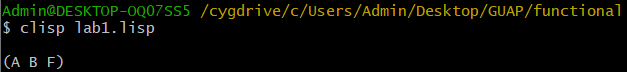 Admin@DESKTOP-OQ07SS5 /cygdrive/c/Users/Admin/Desktop/GUAP/functional
$ clisp lab1.lisp
(A B F)